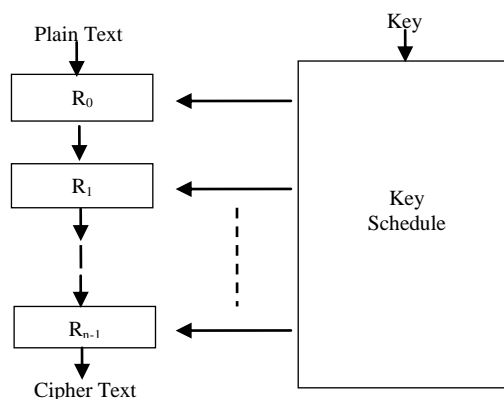 Plain Text
Key
R₀
R₁
Key
Schedule
Rₙ₋₁
Cipher Text